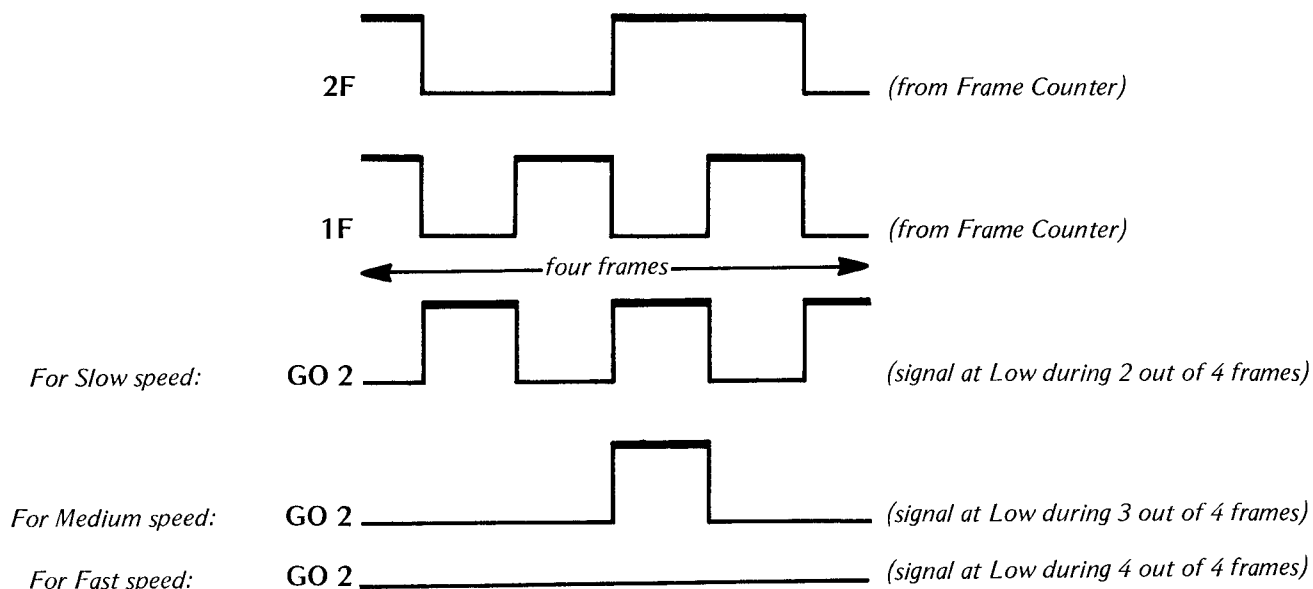 2F (from Frame Counter)
1F (from Frame Counter)
four frames
For Slow speed: GO 2 (signal at Low during 2 out of 4 frames)
For Medium speed: GO 2 (signal at Low during 3 out of 4 frames)
For Fast speed: GO 2 (signal at Low during 4 out of 4 frames)